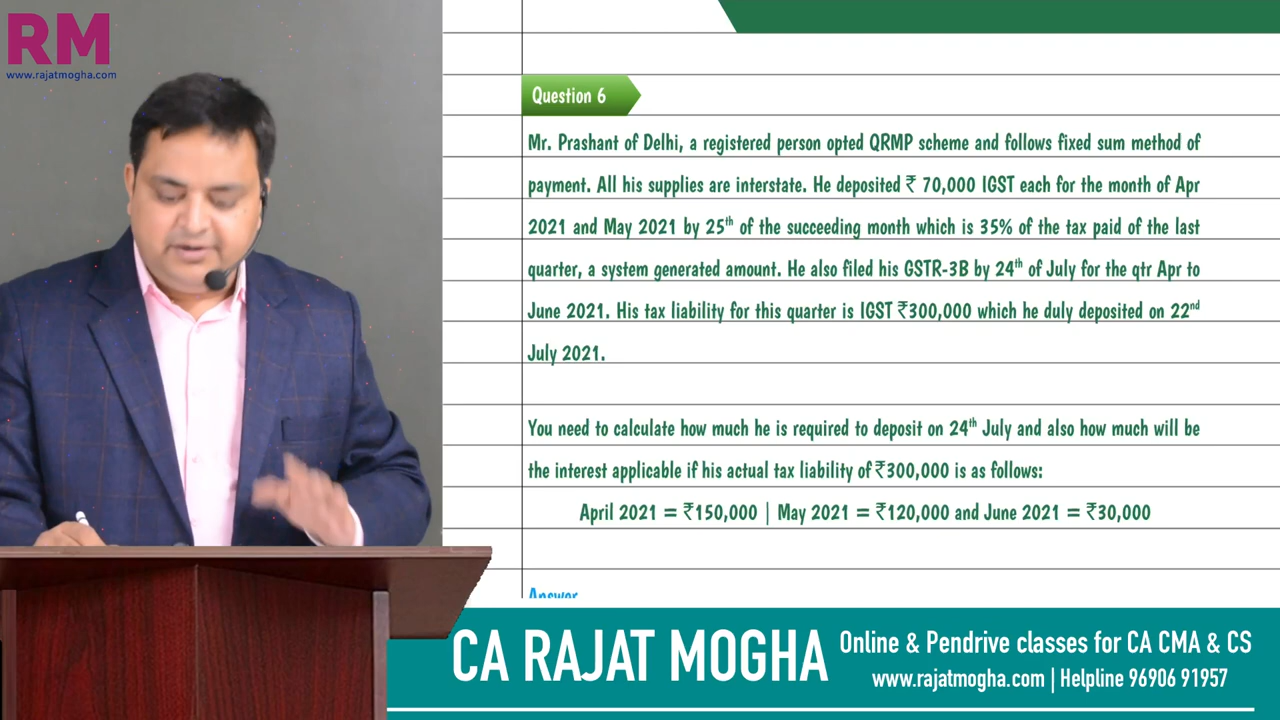 RM
www.rajatmogha.com
Question 6
Mr. Prashant of Delhi, a registered person opted QRMP scheme and follows fixed sum method of
payment. All his supplies are interstate. He deposited ₹ 70,000 IGST each for the month of Apr
2021 and May 2021 by 25th of the succeeding month which is 35% of the tax paid of the last
quarter, a system generated amount. He also filed his GSTR-3B by 24th of July for the qtr Apr to
June 2021. His tax liability for this quarter is IGST ₹300,000 which he duly deposited on 22nd
July 2021.
You need to calculate how much he is required to deposit on 24th July and also how much will be
the interest applicable if his actual tax liability of ₹300,000 is as follows:
April 2021 = ₹150,000 | May 2021 = ₹120,000 and June 2021 = ₹30,000
Answer
CA RAJAT MOGHA
Online & Pendrive classes for CA CMA & CS
www.rajatmogha.com | Helpline 96906 91957